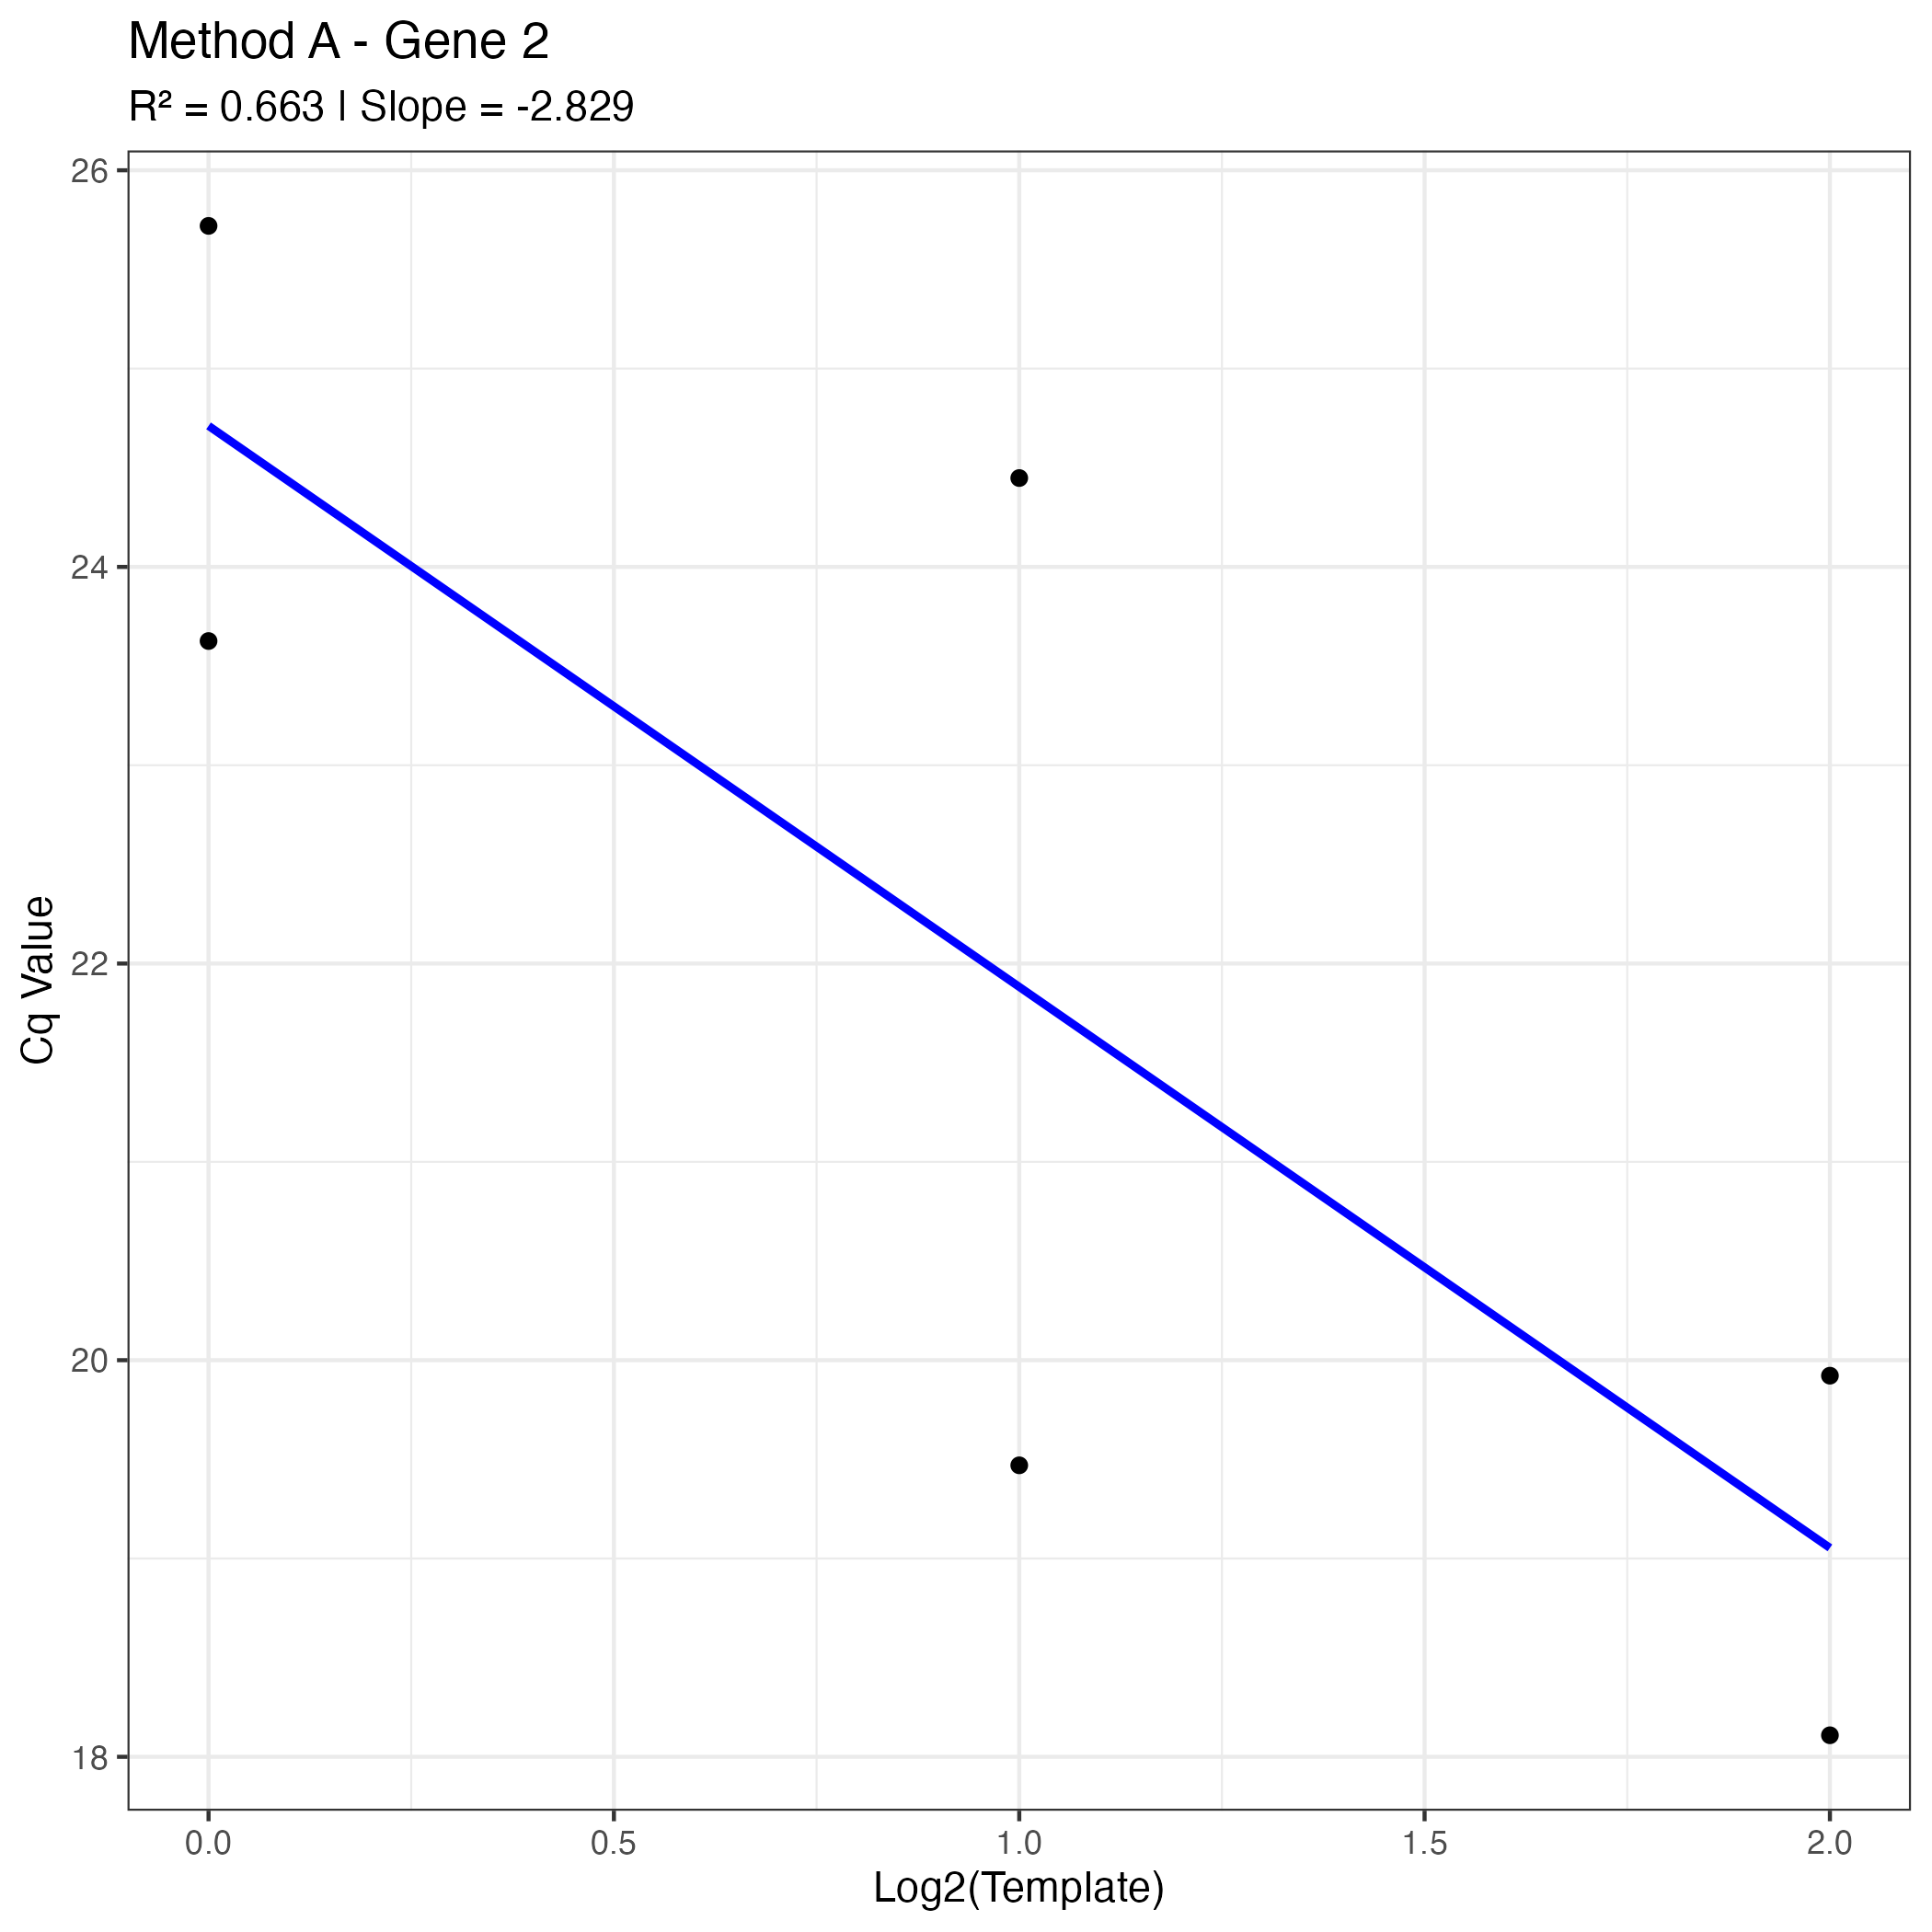 Method A - Gene 2
R² = 0.663 | Slope = -2.829
26
24
22
20
18
Cq Value
0.0 0.5 1.0 1.5 2.0
Log2(Template)